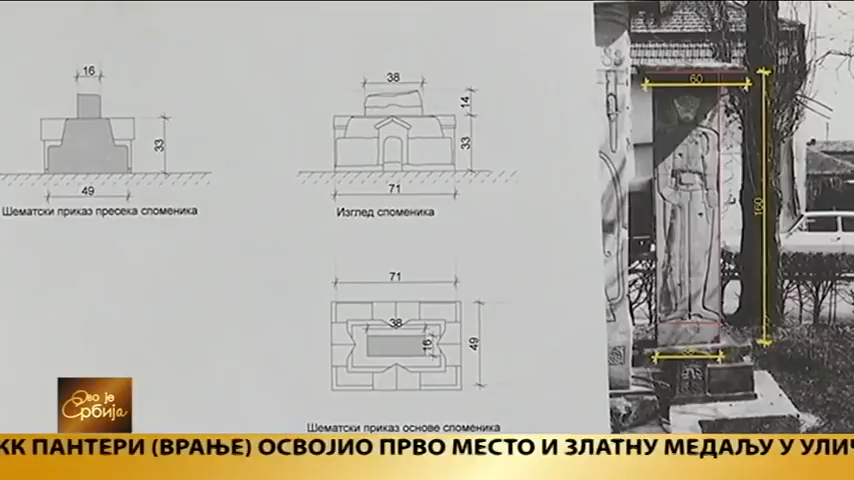 16
38
14
33
33
49
71
Шематски приказ пресека споменика
Изглед споменика
60
160
71
38
16
49
Шематски приказ основе споменика
Ово је
Србија
КК ПАНТЕРИ (ВРАЊЕ) ОСВОЈИО ПРВО МЕСТО И ЗЛАТНУ МЕДАЉУ У УЛИЧ